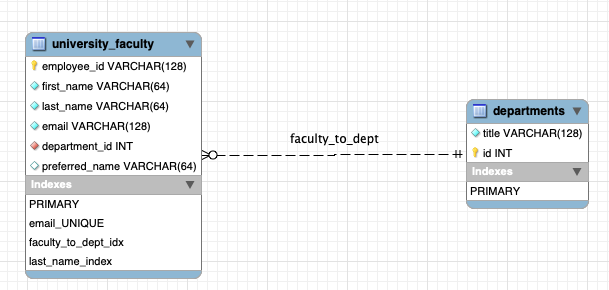 university_faculty
employee_id VARCHAR(128)
first_name VARCHAR(64)
last_name VARCHAR(64)
email VARCHAR(128)
department_id INT
preferred_name VARCHAR(64)
Indexes
PRIMARY
email_UNIQUE
faculty_to_dept_idx
last_name_index
faculty_to_dept
departments
title VARCHAR(128)
id INT
Indexes
PRIMARY